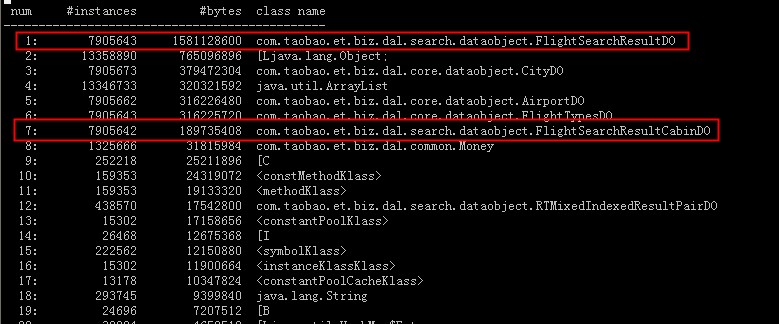 num #instances #bytes class name
--------------------------------------
1: 7905643 1581128600 com.taobao.et.biz.dal.search.dataobject.FlightSearchResultDO
2: 13358890 765096896 [Ljava.lang.Object;
3: 7905673 379472304 com.taobao.et.biz.dal.core.dataobject.CityDO
4: 13346733 320321592 java.util.ArrayList
5: 7905662 316226480 com.taobao.et.biz.dal.core.dataobject.AirportDO
6: 7905643 316225720 com.taobao.et.biz.dal.core.dataobject.FlightTypesDO
7: 7905642 189735408 com.taobao.et.biz.dal.search.dataobject.FlightSearchResultCabinDO
8: 1325666 31815984 com.taobao.et.biz.dal.common.Money
9: 252218 25211896 [C
10: 159353 24319072 <constMethodKlass>
11: 159353 19133320 <methodKlass>
12: 438570 17542800 com.taobao.et.biz.dal.search.dataobject.RTMixedIndexedResultPairDO
13: 15302 17158656 <constantPoolKlass>
14: 26468 12675368 [I
15: 222562 12150880 <symbolKlass>
16: 15302 11900664 <instanceKlassKlass>
17: 13178 10347824 <constantPoolCacheKlass>
18: 293745 9399840 java.lang.String
19: 24696 7207512 [B